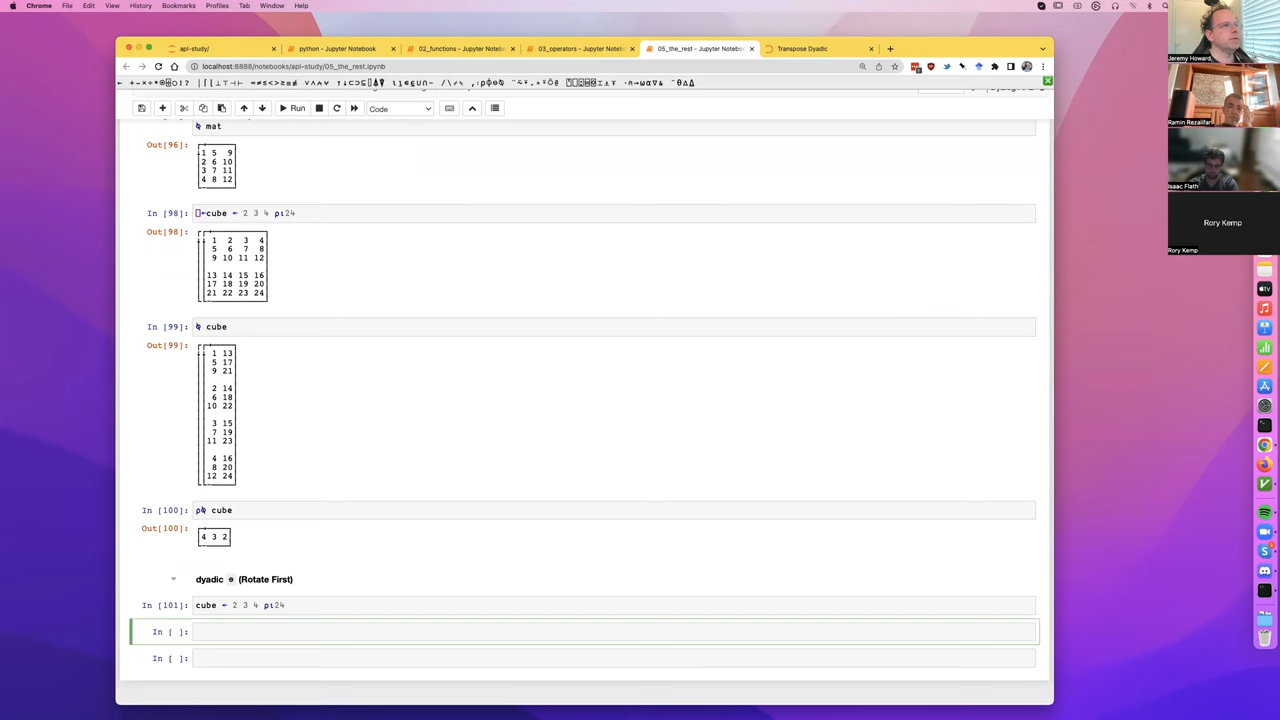 Chrome File Edit View History Bookmarks Profiles Tab Window Help
apl-study/ python - Jupyter Notebook 02_functions - Jupyter Notebook 03_operators - Jupyter Notebook 05_the_rest - Jupyter Notebook Transpose Dyadic
localhost:8888/notebooks/apl-study/05_the_rest.ipynb
Run Code
⍉ mat
Out[96]:
1 5 9
2 6 10
3 7 11
4 8 12
In [98]: ⎕←cube ← 2 3 4 ⍴⍳24
Out[98]:
1 2 3 4
5 6 7 8
9 10 11 12
13 14 15 16
17 18 19 20
21 22 23 24
In [99]: ⍉ cube
Out[99]:
1 13
5 17
9 21
2 14
6 18
10 22
3 15
7 19
11 23
4 16
8 20
12 24
In [100]: ⍴⍉ cube
Out[100]:
4 3 2
dyadic ⊖ (Rotate First)
In [101]: cube ← 2 3 4 ⍴⍳24
In [ ]:
In [ ]:
Jeremy Howard
Ramin Rezaiifar
Isaac Flath
Rory Kemp
Rory Kemp
tv